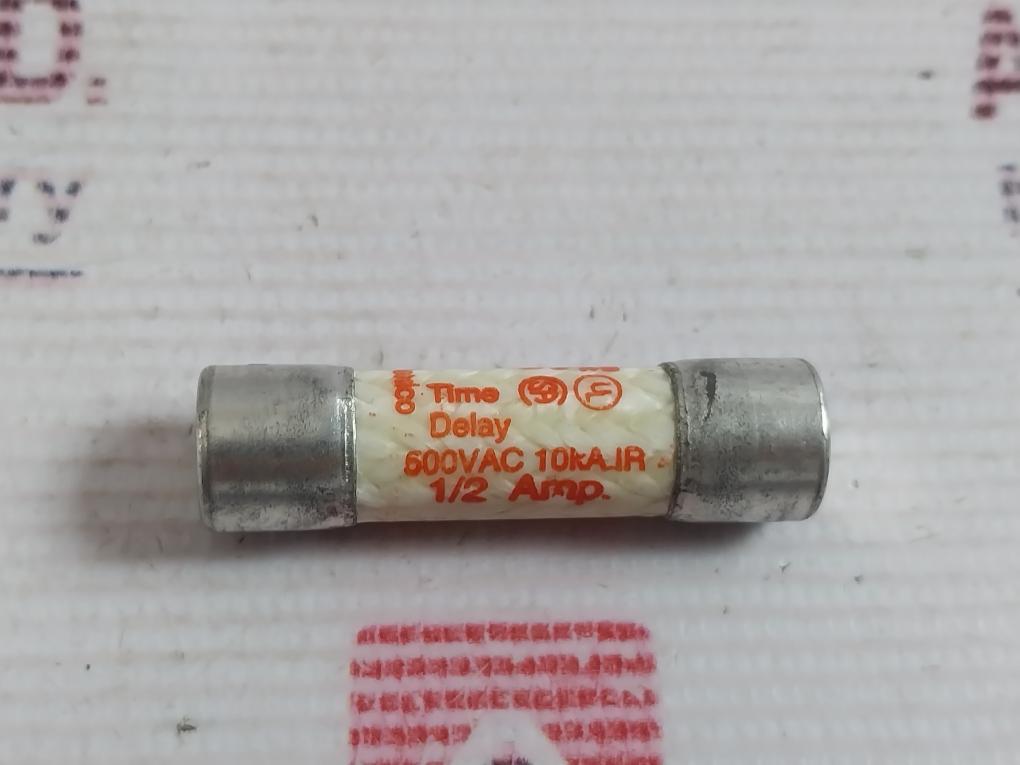 Time
Delay
600VAC 10kA.IR
1/2 Amp.